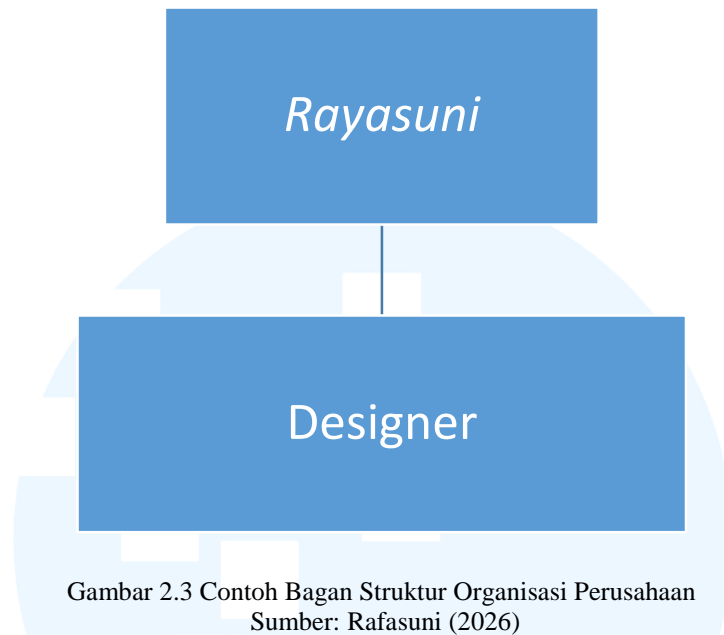 Rayasuni
Designer
Gambar 2.3 Contoh Bagan Struktur Organisasi Perusahaan
Sumber: Rafasuni (2026)